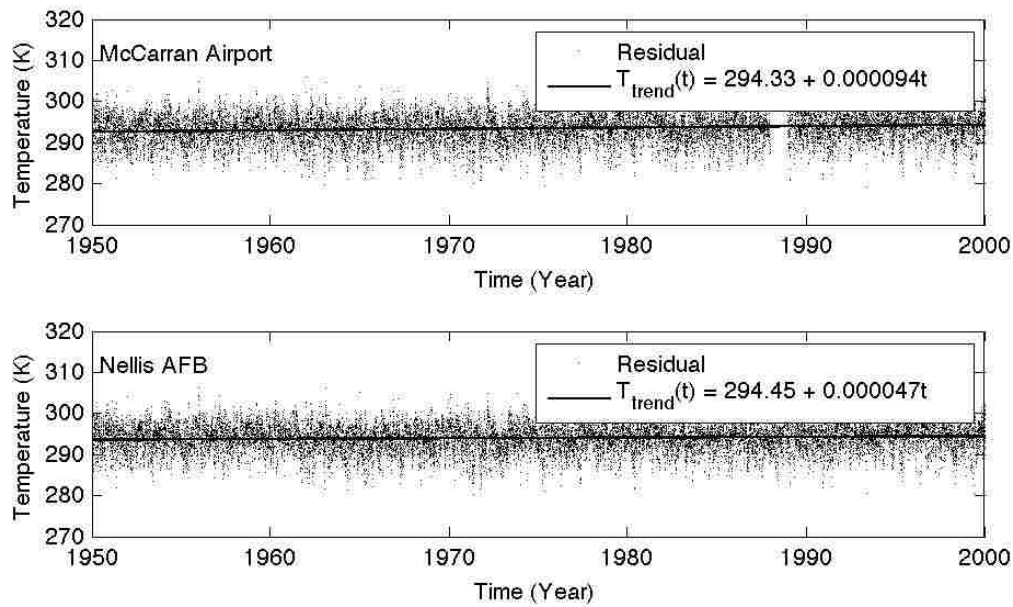 320
310
300
290
280
270
Temperature (K)
McCarran Airport
Residual
T_trend(t) = 294.33 + 0.000094t
1950
1960
1970
1980
1990
2000
Time (Year)
320
310
300
290
280
270
Temperature (K)
Nellis AFB
Residual
T_trend(t) = 294.45 + 0.000047t
1950
1960
1970
1980
1990
2000
Time (Year)